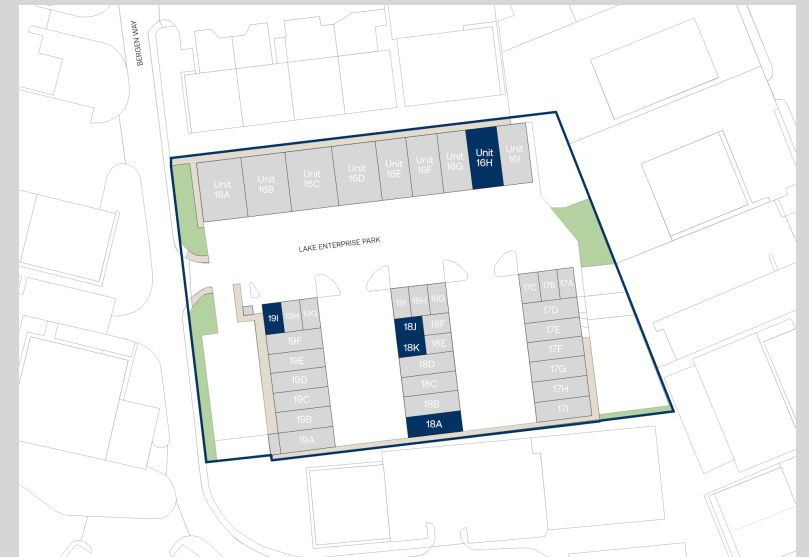 BERGEN WAY
Unit
16A
Unit
16B
Unit
16C
Unit
16D
Unit
16E
Unit
16F
Unit
16G
Unit
16H
Unit
16I
LAKE ENTERPRISE PARK
19I
19H
19G
19F
19E
19D
19C
19B
19A
18I
18H
18G
18J
18F
18K
18E
18D
18C
18B
18A
17C
17B
17A
17D
17E
17F
17G
17H
17I